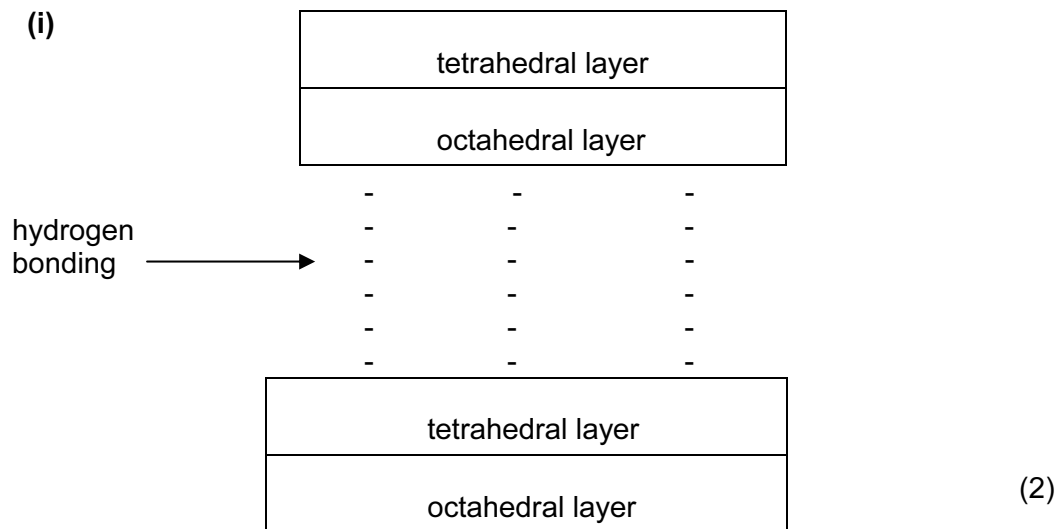 (i)
tetrahedral layer
octahedral layer
- - -
hydrogen - - -
bonding - - -
- - -
- - -
- - -
tetrahedral layer
octahedral layer (2)